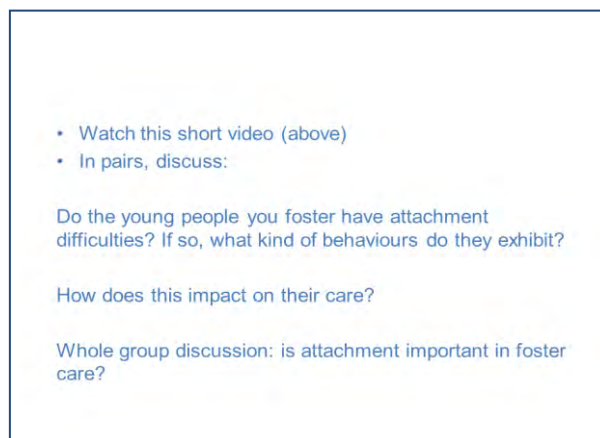 • Watch this short video (above)
• In pairs, discuss:
Do the young people you foster have attachment
difficulties? If so, what kind of behaviours do they exhibit?
How does this impact on their care?
Whole group discussion: is attachment important in foster
care?